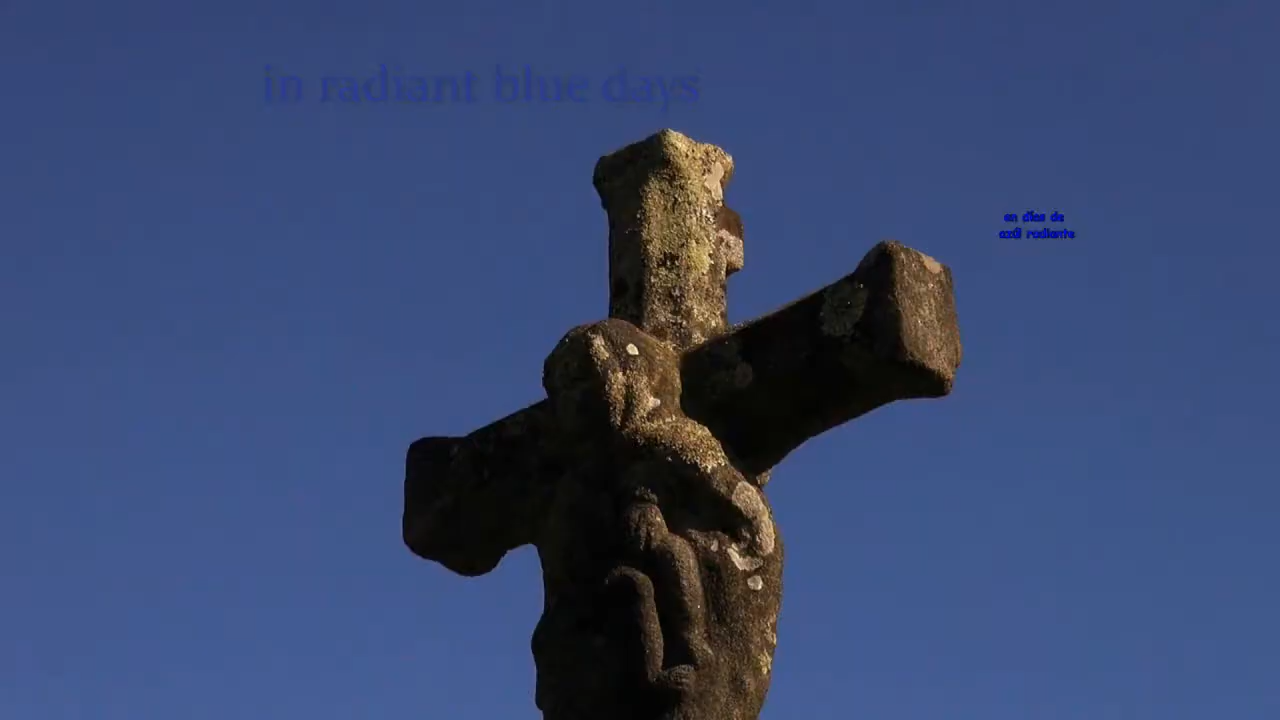 in radiant blue days
en días de
azúl radiante